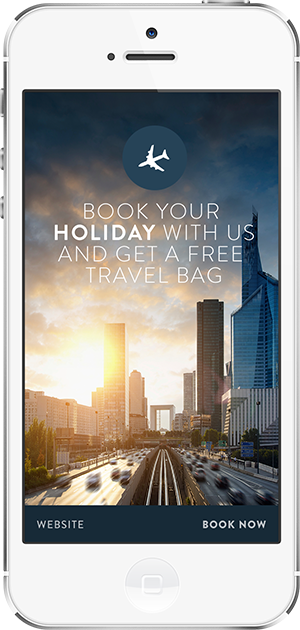 BOOK YOUR
HOLIDAY WITH US
AND GET A FREE
TRAVEL BAG
WEBSITE
BOOK NOW